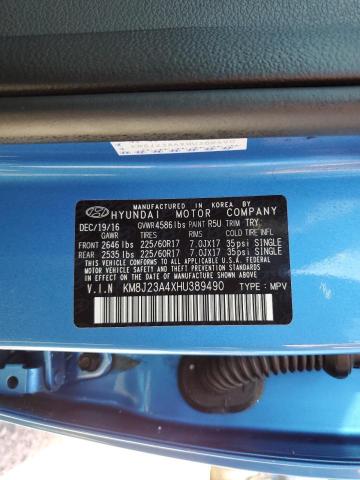 KM8J23A4XHU389490
MANUFACTURED IN KOREA BY
HYUNDAI MOTOR COMPANY
DEC/19/16 GVWR4586lbs PAINT R5U TRIM TRY
GAWR TIRES RIMS COLD TIRE INFL
FRONT 2646 lbs 225/60R17 7.0JX17 35psi SINGLE
REAR 2535 lbs 225/60R17 7.0JX17 35psi SINGLE
THIS VEHICLE CONFORMS TO ALL APPLICABLE
U.S. FEDERAL MOTOR VEHICLE SAFETY AND
THEFT PREVENTION STANDARDS IN EFFECT ON
THE DATE OF MANUFACTURE SHOWN ABOVE.
V.I.N KM8J23A4XHU389490 TYPE: MPV